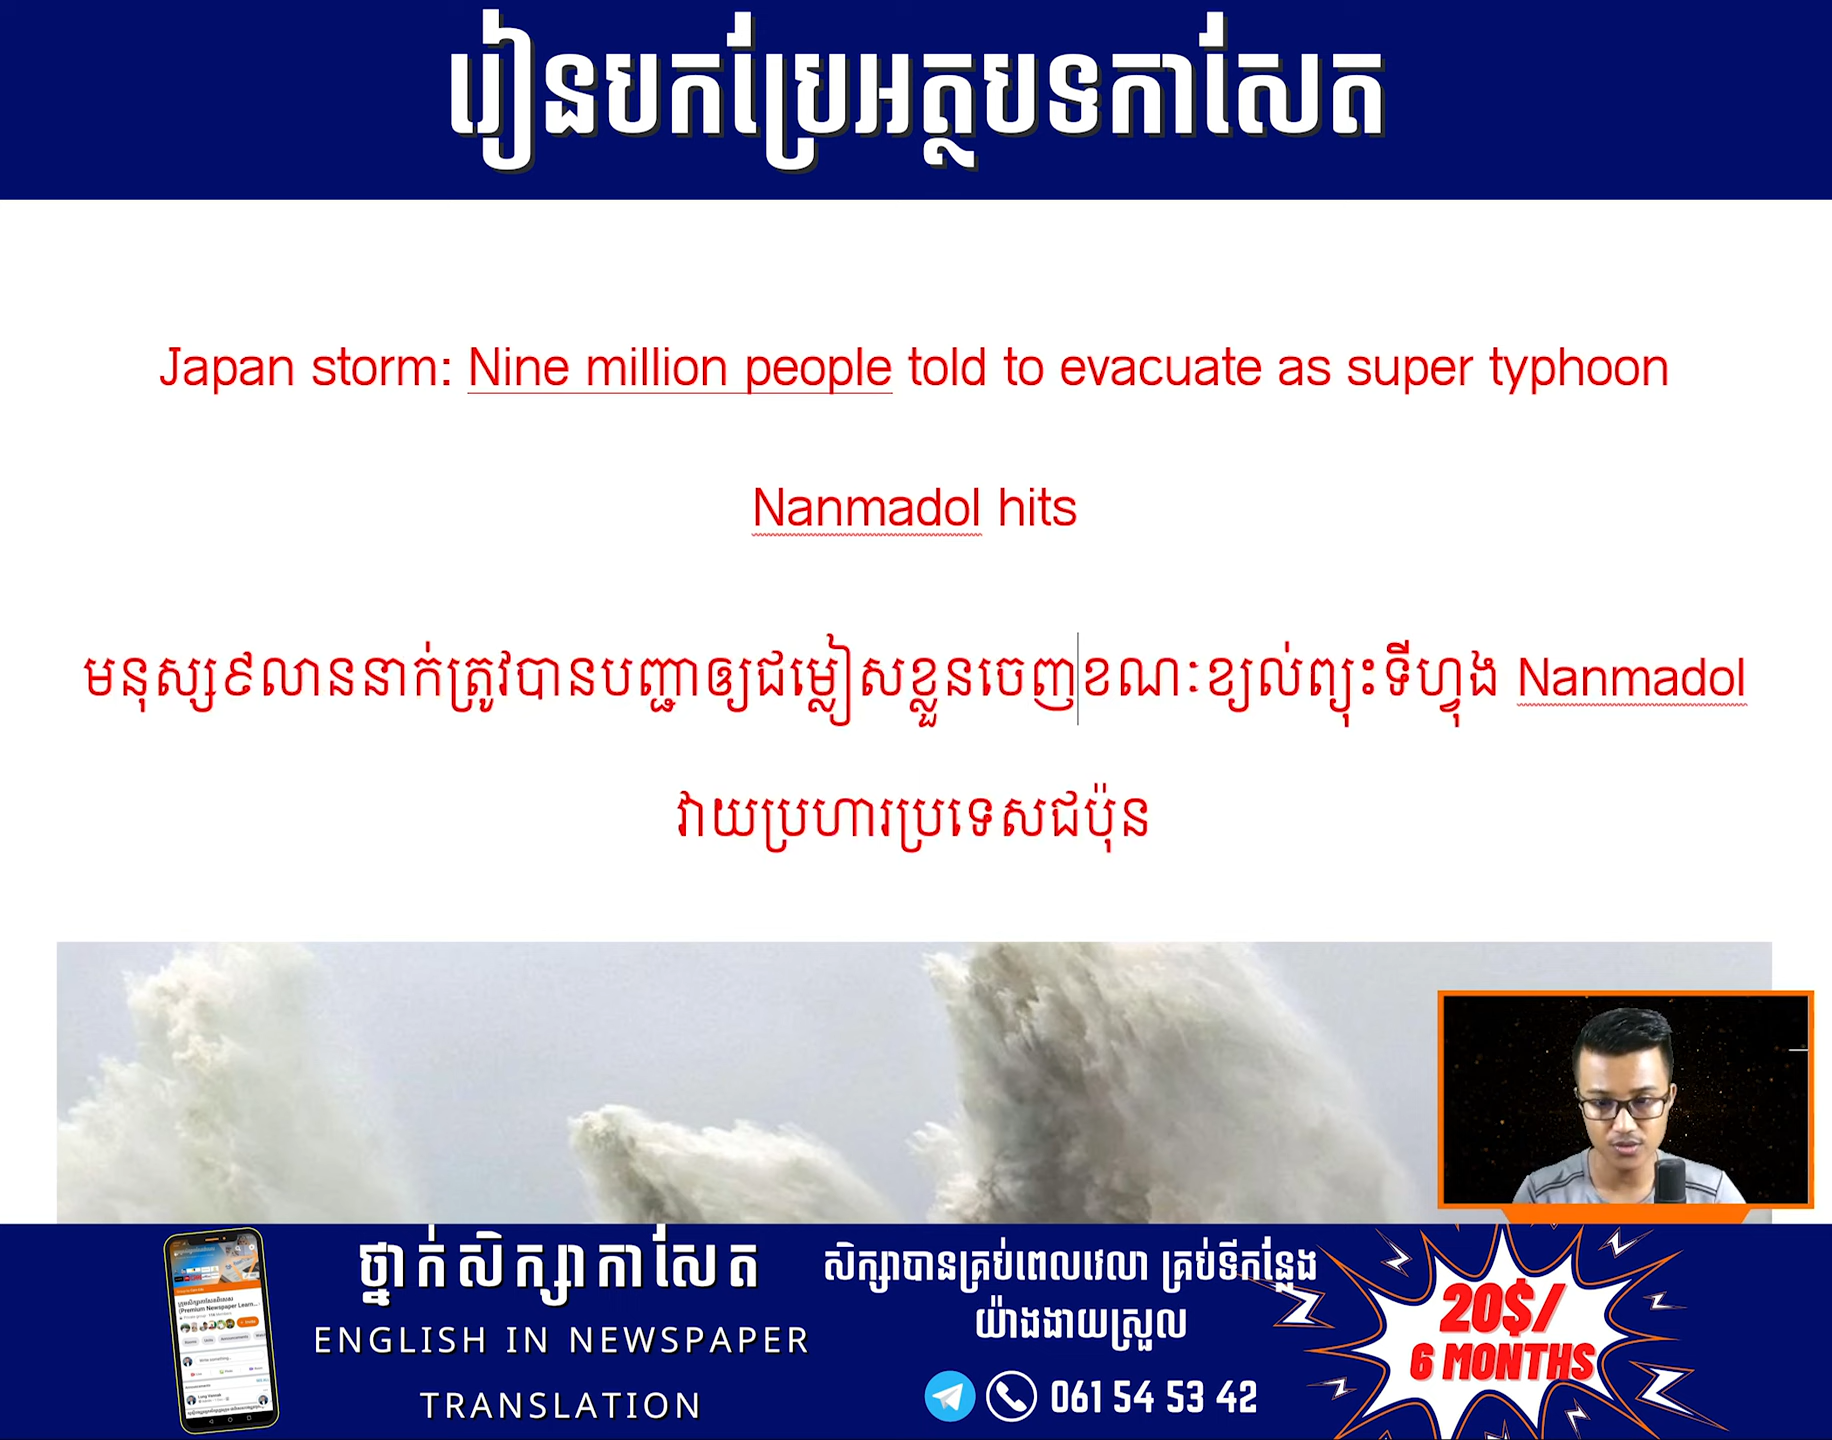 រៀនបកប្រែអត្ថបទកាសែត
Japan storm: Nine million people told to evacuate as super typhoon
Nanmadol hits
មនុស្ស៩លាននាក់ត្រូវបានបញ្ជាឲ្យជម្លៀសខ្លួនចេញខណៈខ្យល់ព្យុះទីហ្វុង Nanmadol
វាយប្រហារប្រទេសជប៉ុន
ថ្នាក់សិក្សាកាសែត
ENGLISH IN NEWSPAPER
TRANSLATION
សិក្សាបានគ្រប់ពេលវេលា គ្រប់ទីកន្លែង
យ៉ាងងាយស្រួល
061 54 53 42
20$/
6 MONTHS
(Premium Newspaper Learn...